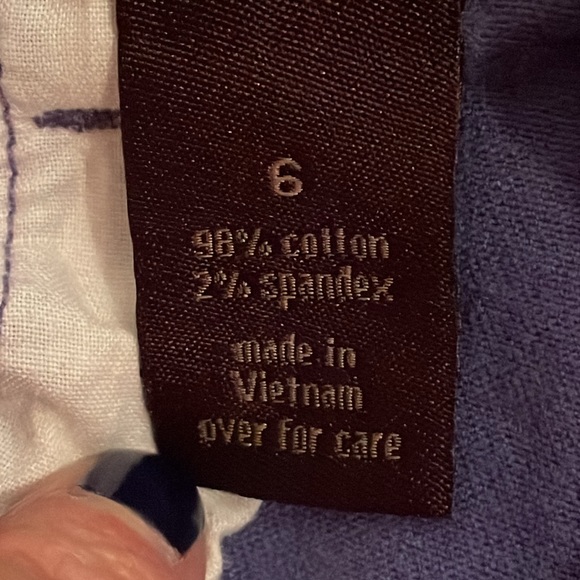 6
98% cotton
2% spandex
made in
Vietnam
over for care